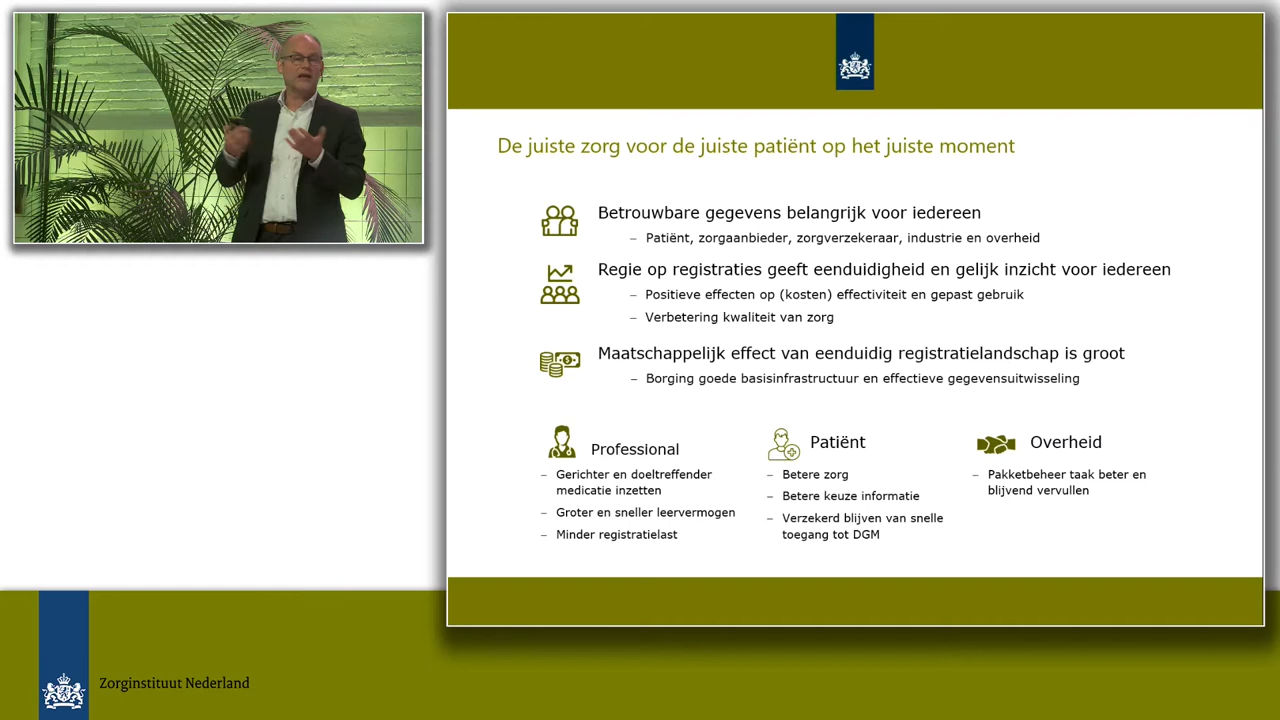 De juiste zorg voor de juiste patiënt op het juiste moment
Betrouwbare gegevens belangrijk voor iedereen
– Patiënt, zorgaanbieder, zorgverzekeraar, industrie en overheid
Regie op registraties geeft eenduidigheid en gelijk inzicht voor iedereen
– Positieve effecten op (kosten) effectiviteit en gepast gebruik
– Verbetering kwaliteit van zorg
Maatschappelijk effect van eenduidig registratielandschap is groot
– Borging goede basisinfrastructuur en effectieve gegevensuitwisseling
Professional
– Gerichter en doeltreffender
medicatie inzetten
– Groter en sneller leervermogen
– Minder registratielast
Patiënt
– Betere zorg
– Betere keuze informatie
– Verzekerd blijven van snelle
toegang tot DGM
Overheid
– Pakketbeheer taak beter en
blijvend vervullen
Zorginstituut Nederland